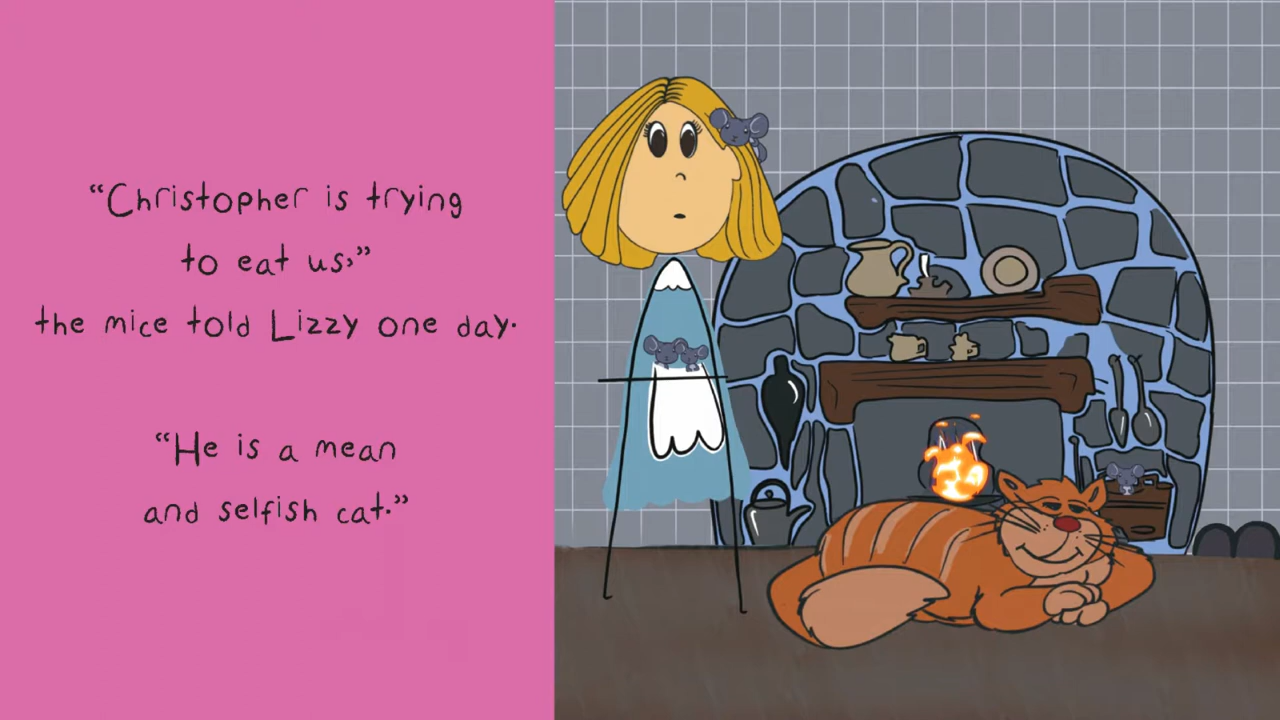 “Christopher is trying
to eat us,”
the mice told Lizzy one day.
“He is a mean
and selfish cat.”